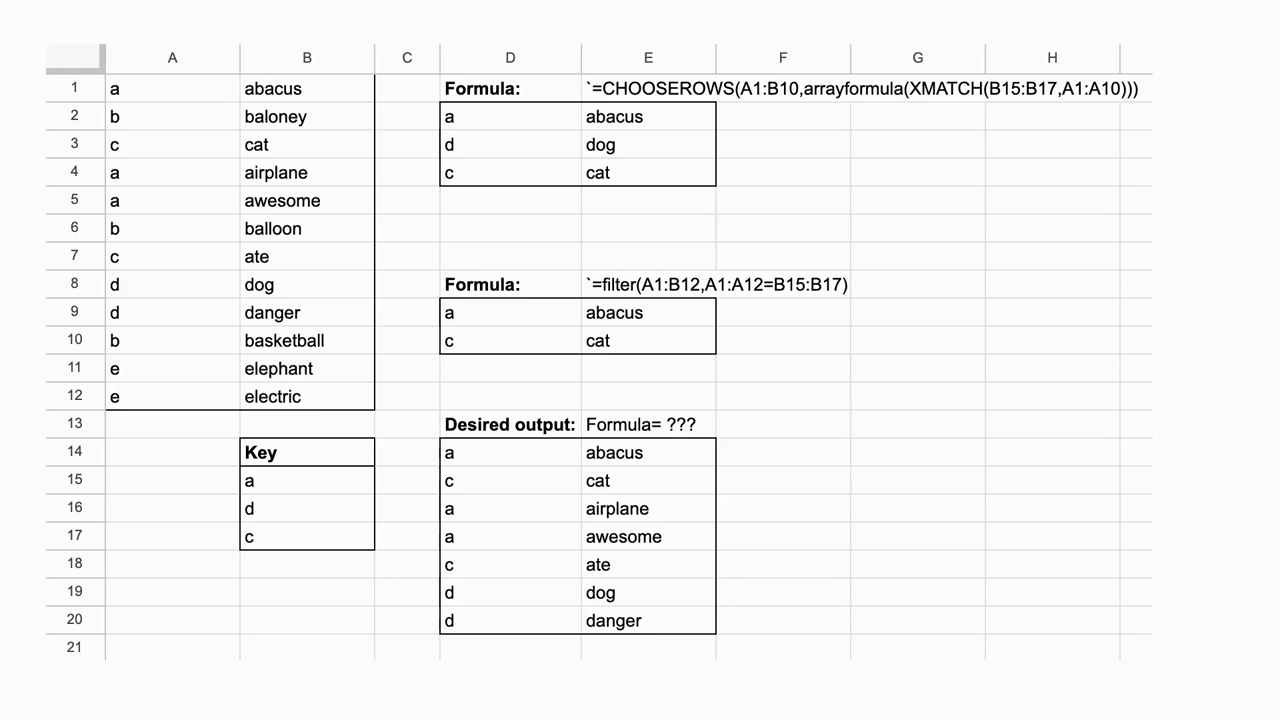 A B C D E F G H
1 a abacus Formula: `=CHOOSEROWS(A1:B10,arrayformula(XMATCH(B15:B17,A1:A10)))
2 b baloney a abacus
3 c cat d dog
4 a airplane c cat
5 a awesome
6 b balloon
7 c ate
8 d dog Formula: `=filter(A1:B12,A1:A12=B15:B17)
9 d danger a abacus
10 b basketball c cat
11 e elephant
12 e electric
13 Desired output: Formula= ???
14 Key a abacus
15 a c cat
16 d a airplane
17 c a awesome
18 c ate
19 d dog
20 d danger
21